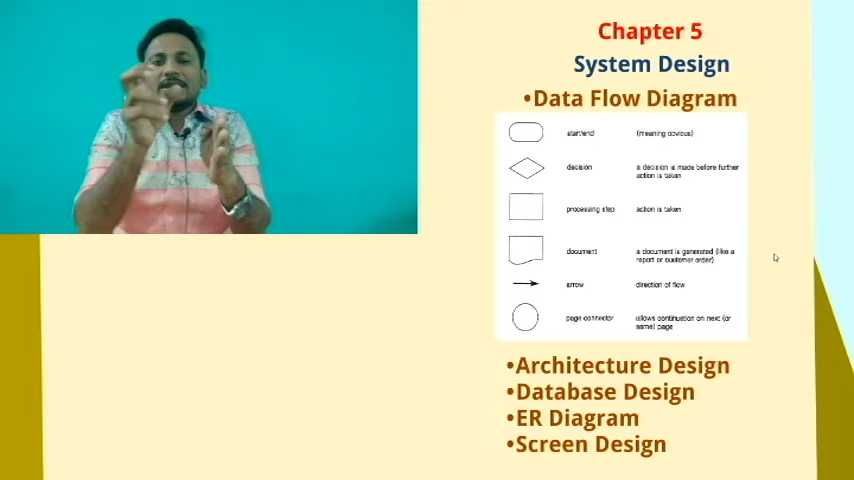 Chapter 5
System Design
•Data Flow Diagram
start/end (meaning obvious)
decision a decision is made before further
action is taken
processing step action is taken
document a document is generated (like a
report or customer order)
arrow direction of flow
page connector allows continuation on next (or
same) page
•Architecture Design
•Database Design
•ER Diagram
•Screen Design